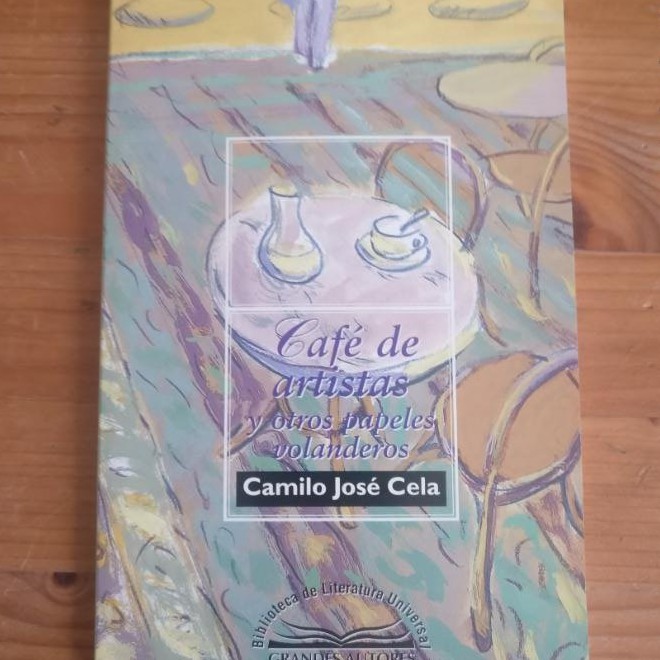 Café de
artistas
y otros papeles
volanderos
Camilo José Cela
Biblioteca de Literatura Universal
GRANDES AUTORES